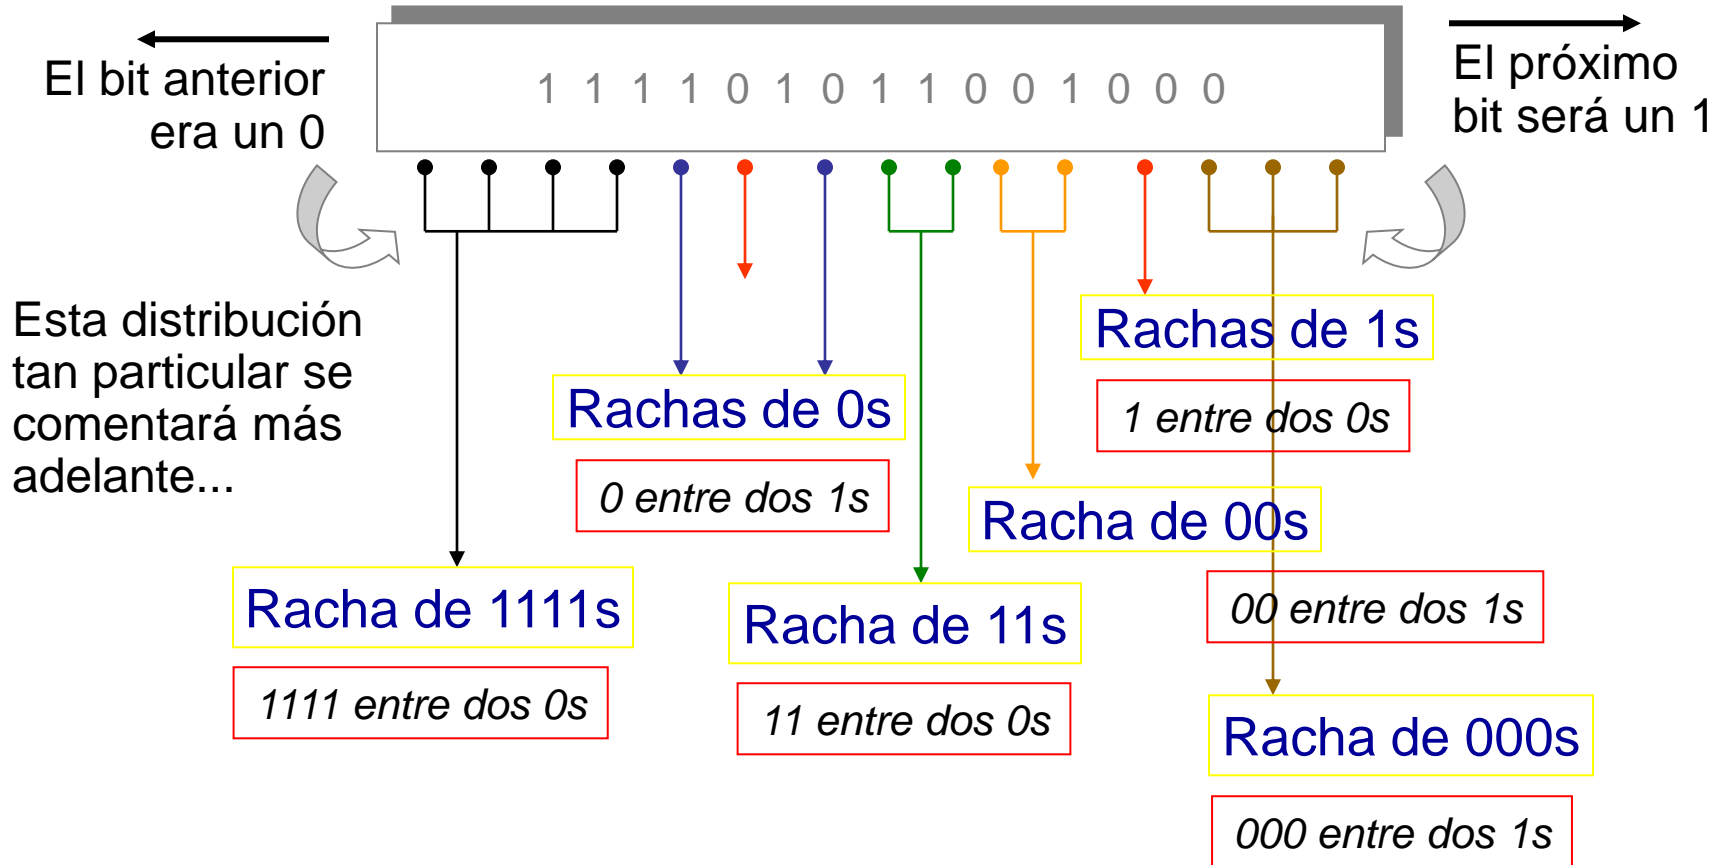 El bit anterior
era un 0
1 1 1 1 0 1 0 1 1 0 0 1 0 0 0
El próximo
bit será un 1
Esta distribución
tan particular se
comentará más
adelante...
Rachas de 1s
1 entre dos 0s
Rachas de 0s
0 entre dos 1s
Racha de 00s
00 entre dos 1s
Racha de 1111s
1111 entre dos 0s
Racha de 11s
11 entre dos 0s
Racha de 000s
000 entre dos 1s